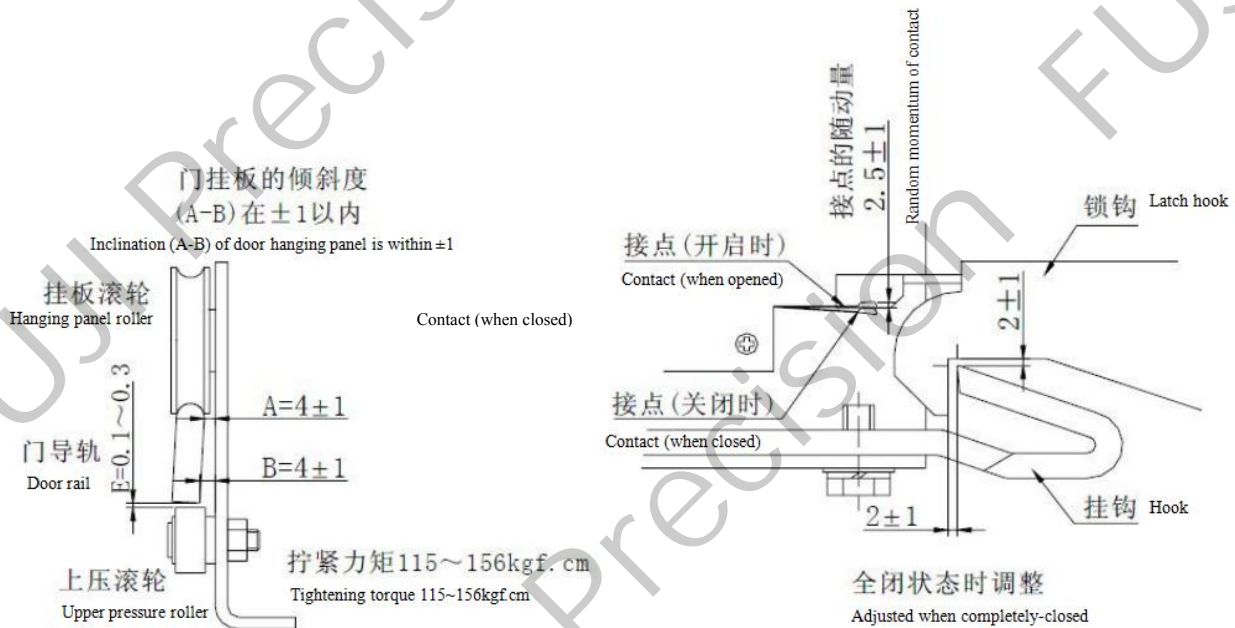 门挂板的倾斜度
(A-B)在±1以内
Inclination (A-B) of door hanging panel is within ±1
挂板滚轮
Hanging panel roller
E=0.1~0.3
A=4±1
门导轨
Door rail
B=4±1
拧紧力矩115~156kgf.cm
Tightening torque 115~156kgf.cm
上压滚轮
Upper pressure roller
Contact (when closed)
接点的随动量
2.5±1
Random momentum of contact
接点(开启时)
Contact (when opened)
锁钩 Latch hook
2±1
接点(关闭时)
Contact (when closed)
2±1
挂钩 Hook
全闭状态时调整
Adjusted when completely-closed
FUJI Precision
FUJI Precision
FU